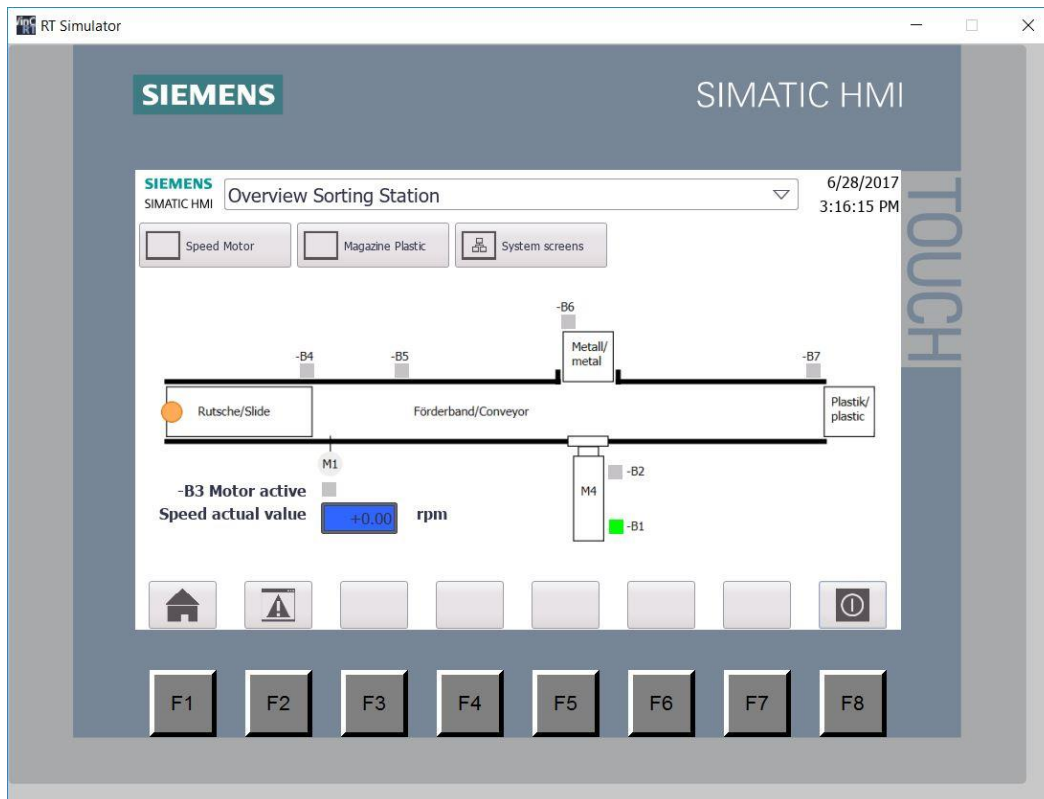 RT Simulator
SIEMENS
SIMATIC HMI
TOUCH
SIEMENS
SIMATIC HMI
Overview Sorting Station
6/28/2017
3:16:15 PM
Speed Motor
Magazine Plastic
System screens
-B6
Metall/
metal
-B4
-B5
-B7
Rutsche/Slide
Förderband/Conveyor
Plastik/
plastic
M1
-B2
M4
-B3 Motor active
Speed actual value
+0.00
rpm
-B1
F1
F2
F3
F4
F5
F6
F7
F8